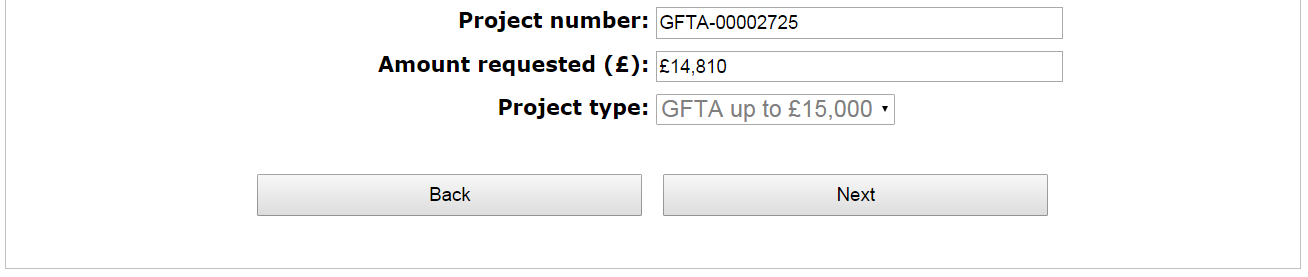 Project number: GFTA-00002725
Amount requested (£): £14,810
Project type: GFTA up to £15,000
Back Next